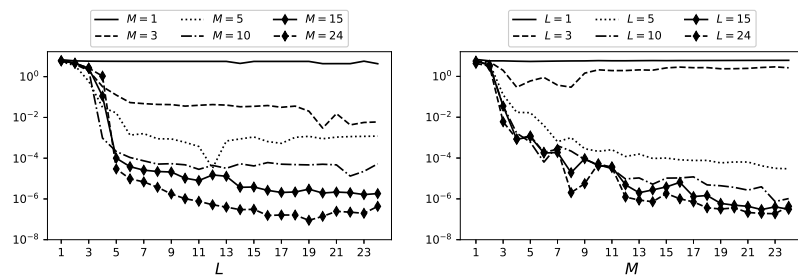 M = 1 M = 5 M = 15
M = 3 M = 10 M = 24
10^0
10^−2
10^−4
10^−6
10^−8
1 3 5 7 9 11 13 15 17 19 21 23
L
L = 1 L = 5 L = 15
L = 3 L = 10 L = 24
10^0
10^−2
10^−4
10^−6
10^−8
1 3 5 7 9 11 13 15 17 19 21 23
M